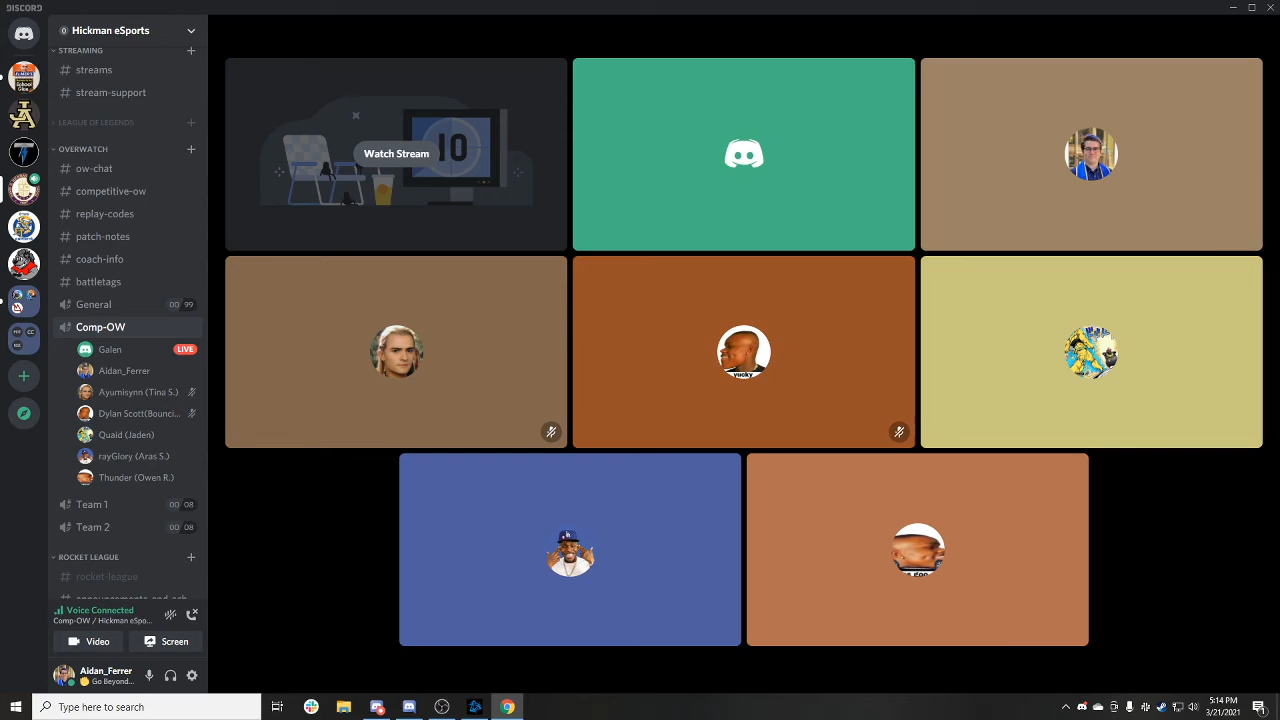 DISCORD
Hickman eSports
STREAMING
streams
stream-support
LEAGUE OF LEGENDS
OVERWATCH
ow-chat
competitive-ow
replay-codes
patch-notes
coach-info
battletags
General 00 99
Comp-OW
Galen LIVE
Aidan_Ferrer
Ayumisynn (Tina S.)
Dylan Scott(Bounci...
Quaid (Jaden)
rayGlory (Aras S.)
Thunder (Owen R.)
Team 1 00 08
Team 2 00 08
ROCKET LEAGUE
rocket-league
Voice Connected
Comp-OW / Hickman eSpo...
Video Screen
Aidan_Ferrer
Go Beyond...
Watch Stream
10
yucky
Type here to search
5:14 PM
3/21/2021